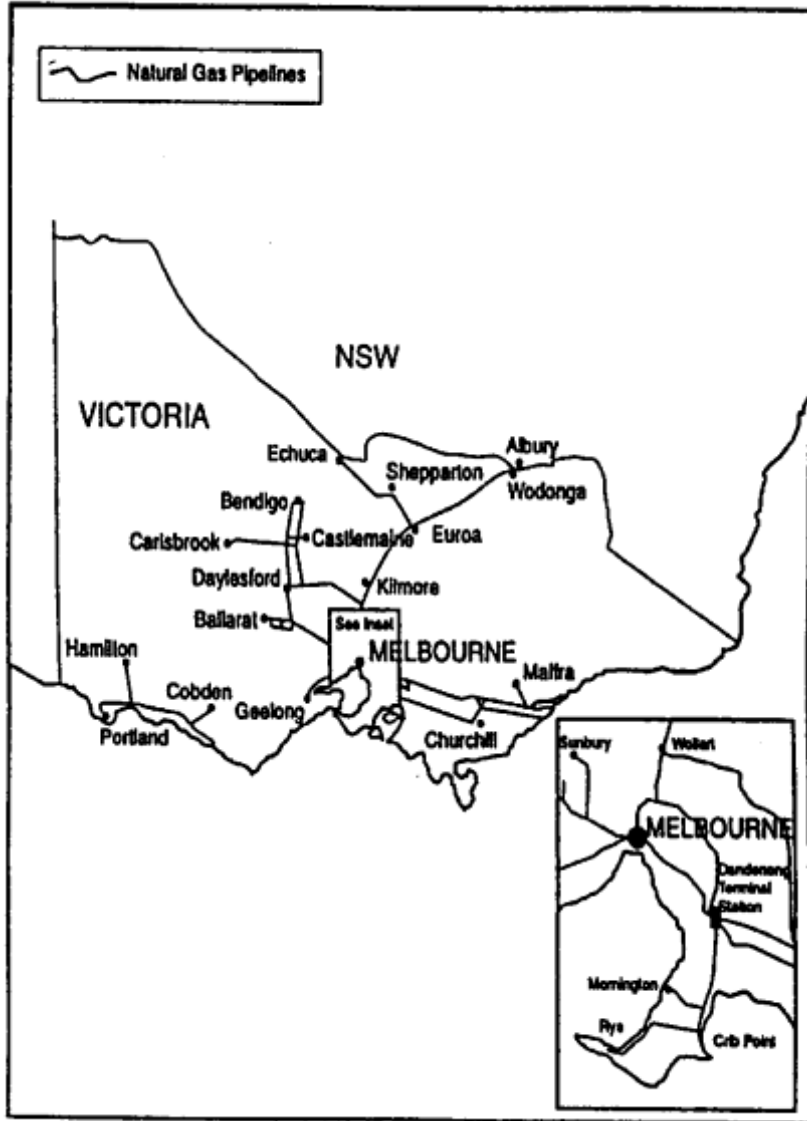 Natural Gas Pipelines
NSW
VICTORIA
Albury
Echuca
Shepparton
Wodonga
Bendigo
Euroa
Carlsbrook
Castlemaine
Daylesford
Kilmore
Ballarat
See Inset
MELBOURNE
Hamilton
Maffra
Cobden
Geelong
Portland
Churchill
Sunbury
Wollert
MELBOURNE
Dandenong
Terminal
Station
Mornington
Rye
Crib Point